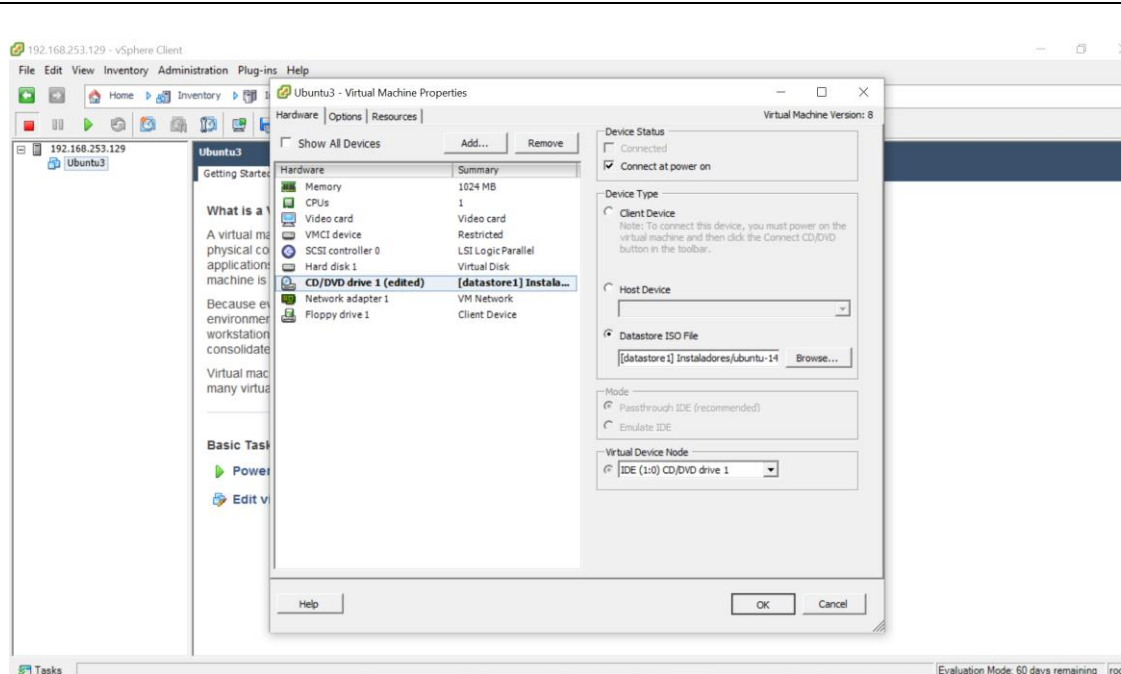 192.168.253.129 - vSphere Client
File Edit View Inventory Administration Plug-ins Help
Home Inventory
192.168.253.129
Ubuntu3
Ubuntu3
Getting Started
What is a
A virtual ma
physical co
application
machine is
Because ev
environmer
workstation
consolidate
Virtual mac
many virtua
Basic Task
Power
Edit vi
Ubuntu3 - Virtual Machine Properties
Hardware Options Resources Virtual Machine Version: 8
Show All Devices Add... Remove
Hardware Summary
Memory 1024 MB
CPUs 1
Video card Video card
VMCI device Restricted
SCSI controller 0 LSI Logic Parallel
Hard disk 1 Virtual Disk
CD/DVD drive 1 (edited) [datastore1] Instala...
Network adapter 1 VM Network
Floppy drive 1 Client Device
Device Status
Connected
Connect at power on
Device Type
Client Device
Note: To connect this device, you must power on the
virtual machine and then click the Connect CD/DVD
button in the toolbar.
Host Device
Datastore ISO File
[datastore1] Instaladores/ubuntu-14 Browse...
Mode
Passthrough IDE (recommended)
Emulate IDE
Virtual Device Node
IDE (1:0) CD/DVD drive 1
Help OK Cancel
Tasks Evaluation Mode: 60 days remaining roo